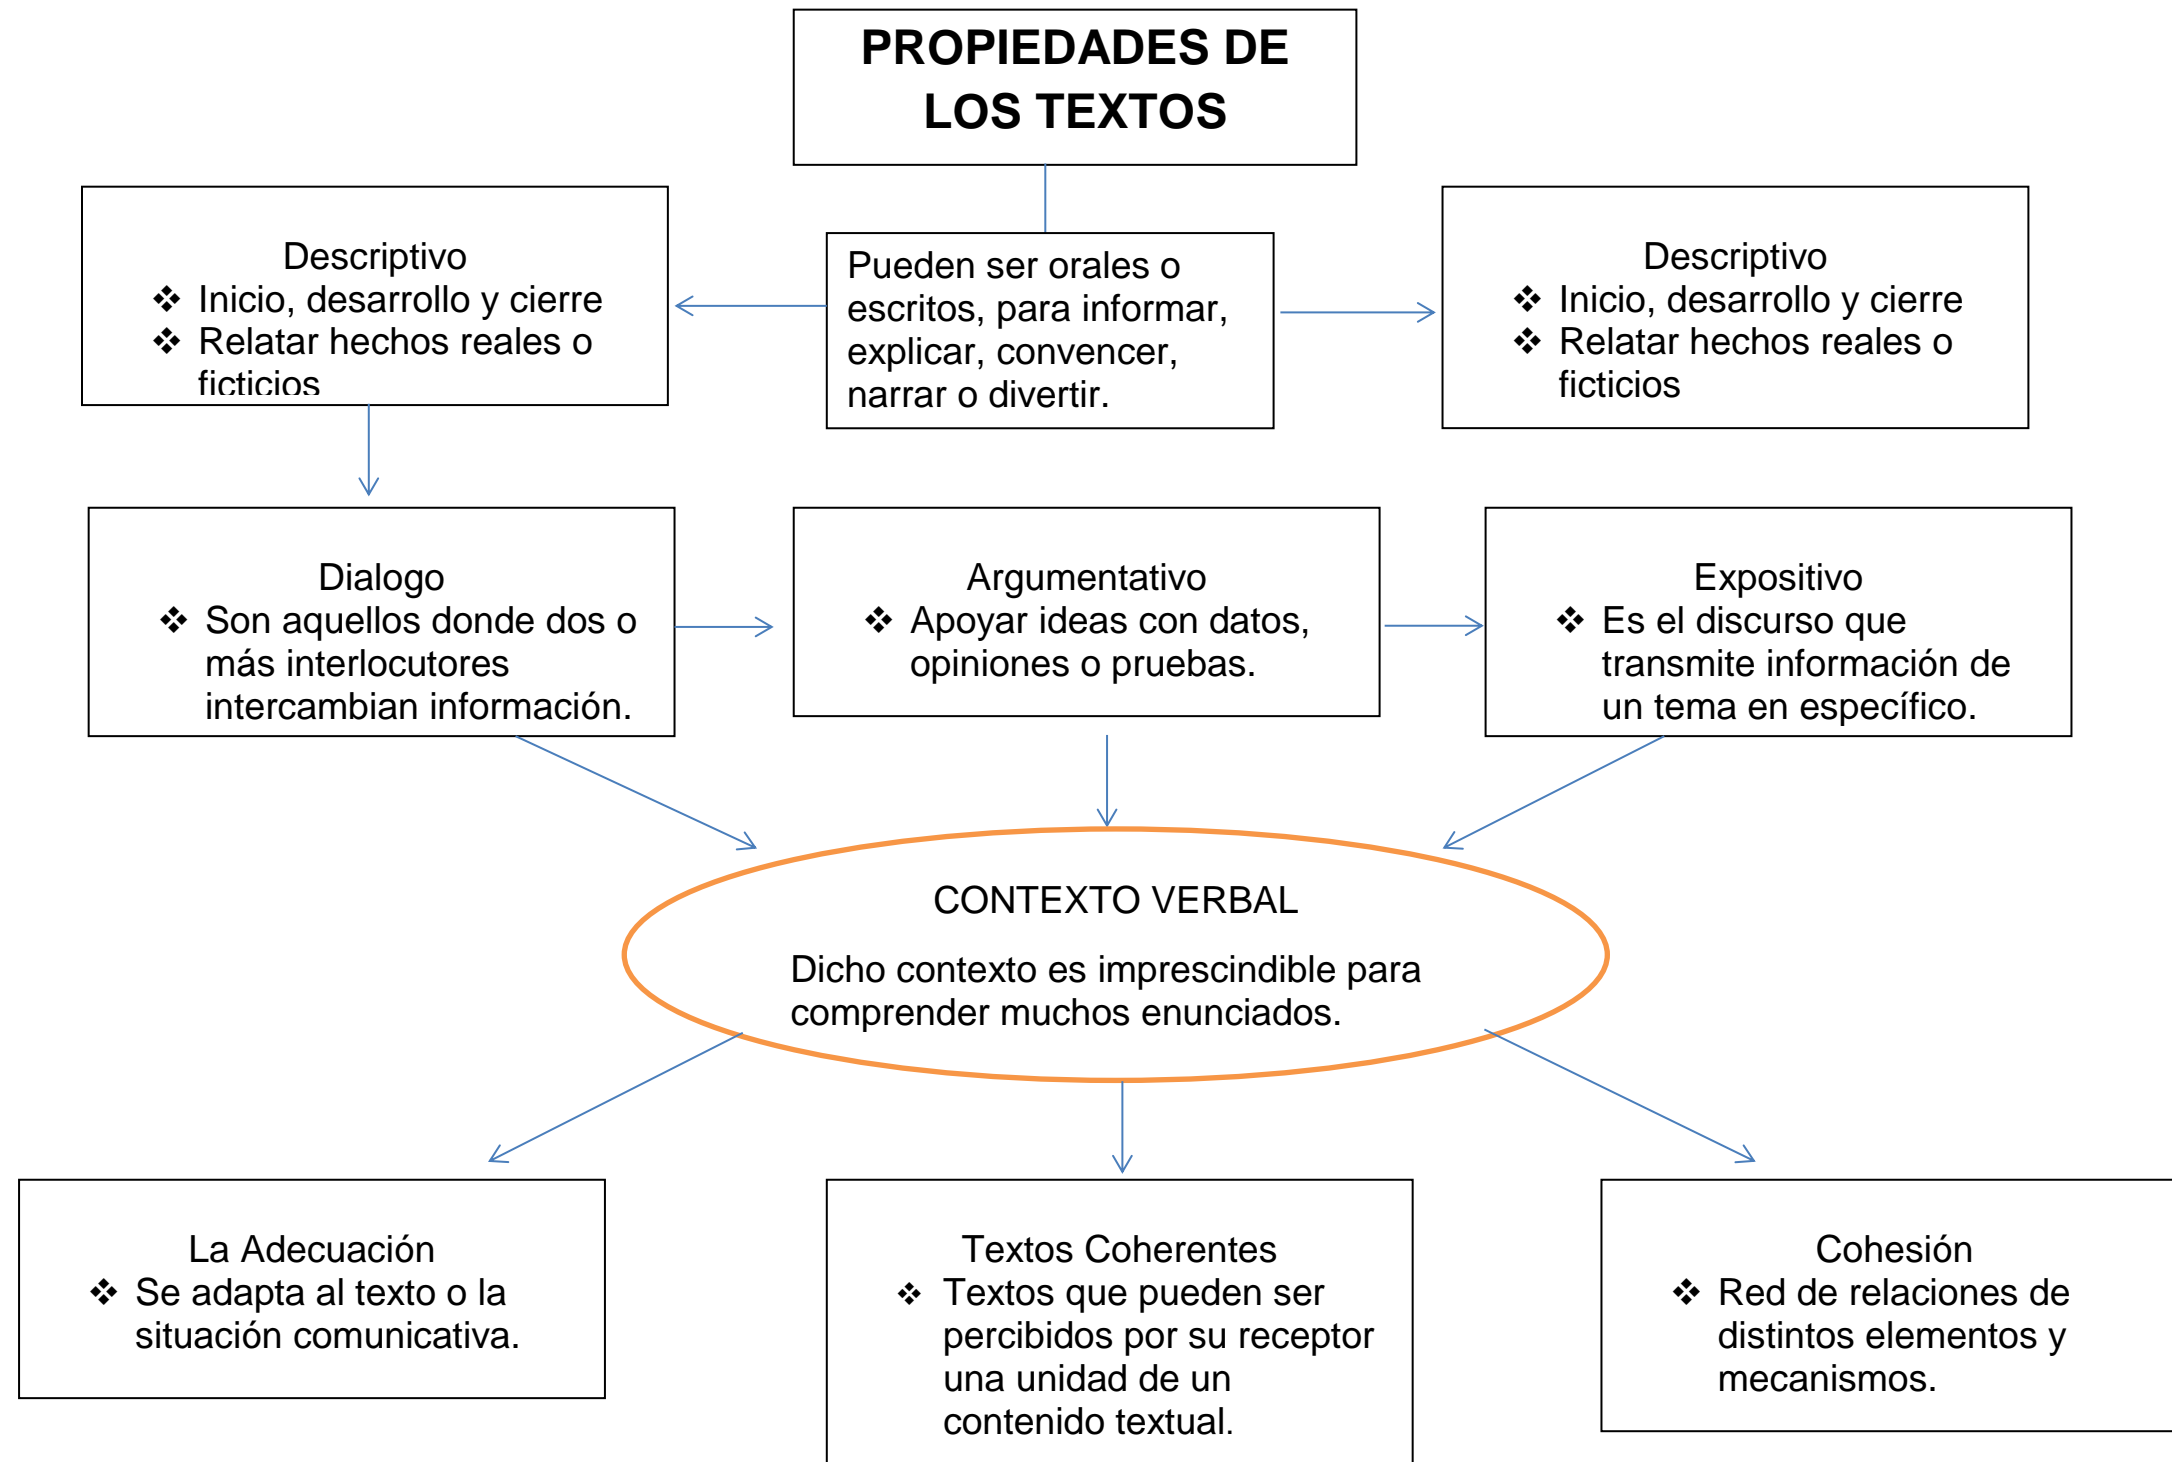 PROPIEDADES DE
LOS TEXTOS
Descriptivo
❖ Inicio, desarrollo y cierre
❖ Relatar hechos reales o
ficticios
Pueden ser orales o
escritos, para informar,
explicar, convencer,
narrar o divertir.
Descriptivo
❖ Inicio, desarrollo y cierre
❖ Relatar hechos reales o
ficticios
Dialogo
❖ Son aquellos donde dos o
más interlocutores
intercambian información.
Argumentativo
❖ Apoyar ideas con datos,
opiniones o pruebas.
Expositivo
❖ Es el discurso que
transmite información de
un tema en específico.
CONTEXTO VERBAL
Dicho contexto es imprescindible para
comprender muchos enunciados.
La Adecuación
❖ Se adapta al texto o la
situación comunicativa.
Textos Coherentes
❖ Textos que pueden ser
percibidos por su receptor
una unidad de un
contenido textual.
Cohesión
❖ Red de relaciones de
distintos elementos y
mecanismos.